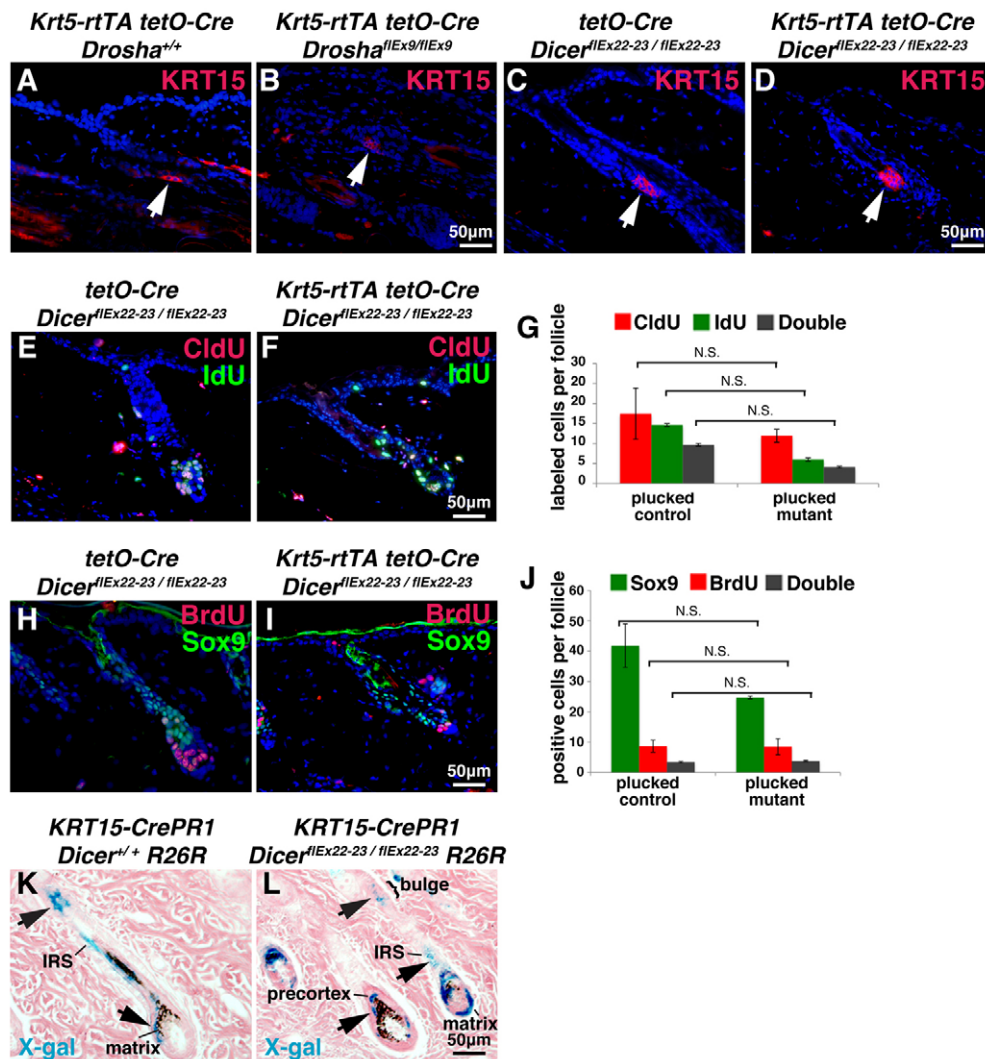 Krt5-rtTA tetO-Cre
Drosha+/+
Krt5-rtTA tetO-Cre
DroshaflEx9/flEx9
tetO-Cre
DicerflEx22-23 / flEx22-23
Krt5-rtTA tetO-Cre
DicerflEx22-23 / flEx22-23
A
KRT15
B
KRT15
50µm
C
KRT15
D
KRT15
50µm
tetO-Cre
DicerflEx22-23 / flEx22-23
Krt5-rtTA tetO-Cre
DicerflEx22-23 / flEx22-23
E
CldU
IdU
F
CldU
IdU
50µm
G
CldU IdU Double
labeled cells per follicle
30
25
20
15
10
5
0
N.S.
N.S.
N.S.
plucked
control
plucked
mutant
tetO-Cre
DicerflEx22-23 / flEx22-23
Krt5-rtTA tetO-Cre
DicerflEx22-23 / flEx22-23
H
BrdU
Sox9
I
BrdU
Sox9
50µm
J
Sox9 BrdU Double
positive cells per follicle
60
50
40
30
20
10
0
N.S.
N.S.
N.S.
plucked
control
plucked
mutant
KRT15-CrePR1
Dicer+/+ R26R
KRT15-CrePR1
DicerflEx22-23 / flEx22-23 R26R
K
IRS
matrix
X-gal
L
bulge
IRS
precortex
matrix
50µm
X-gal